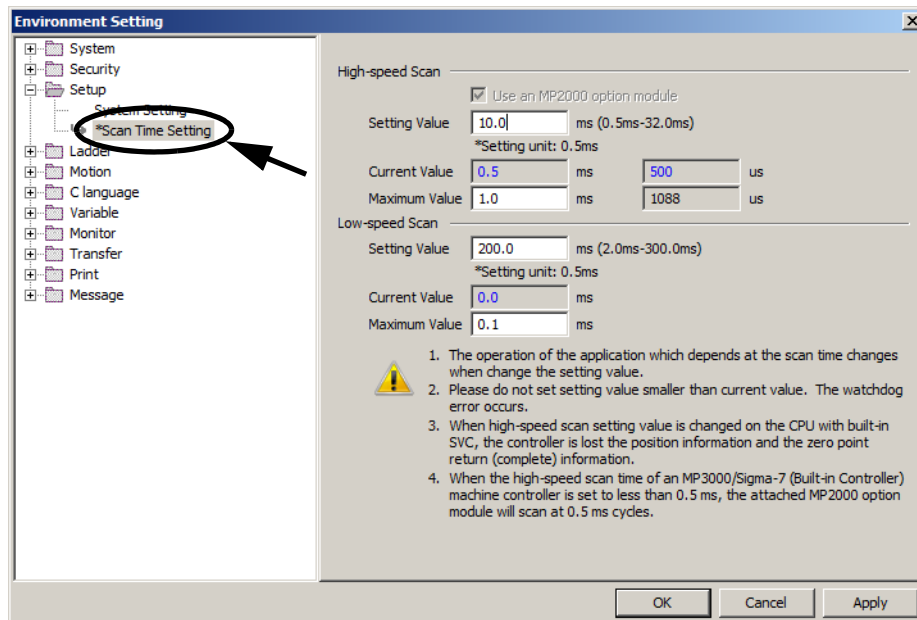 Environment Setting
System
Security
Setup
System Setting
*Scan Time Setting
Ladder
Motion
C language
Variable
Monitor
Transfer
Print
Message
High-speed Scan
Use an MP2000 option module
Setting Value 10.0 ms (0.5ms-32.0ms)
*Setting unit: 0.5ms
Current Value 0.5 ms 500 us
Maximum Value 1.0 ms 1088 us
Low-speed Scan
Setting Value 200.0 ms (2.0ms-300.0ms)
*Setting unit: 0.5ms
Current Value 0.0 ms
Maximum Value 0.1 ms
1. The operation of the application which depends at the scan time changes
when change the setting value.
2. Please do not set setting value smaller than current value. The watchdog
error occurs.
3. When high-speed scan setting value is changed on the CPU with built-in
SVC, the controller is lost the position information and the zero point
return (complete) information.
4. When the high-speed scan time of an MP3000/Sigma-7 (Built-in Controller)
machine controller is set to less than 0.5 ms, the attached MP2000 option
module will scan at 0.5 ms cycles.
OK Cancel Apply